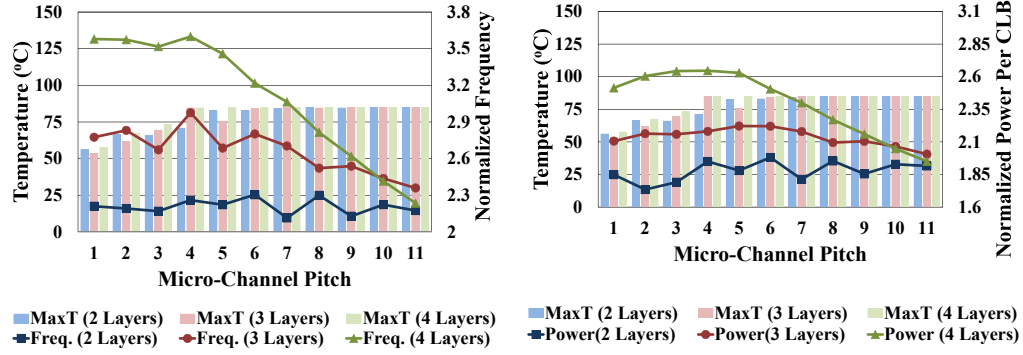 150
125
100
75
50
25
0
Temperature (ºC)
3.8
3.5
3.2
2.9
2.6
2.3
2
Normalized Frequency
1 2 3 4 5 6 7 8 9 10 11
Micro-Channel Pitch
MaxT (2 Layers) MaxT (3 Layers) MaxT (4 Layers)
Freq. (2 Layers) Freq. (3 Layers) Freq. (4 Layers)
150
125
100
75
50
25
0
Temperature (ºC)
3.1
2.85
2.6
2.35
2.1
1.85
1.6
Normalized Power Per CLB
1 2 3 4 5 6 7 8 9 10 11
Micro-Channel Pitch
MaxT (2 Layers) MaxT (3 Layers) MaxT (4 Layers)
Power(2 Layers) Power(3 Layers) Power (4 Layers)